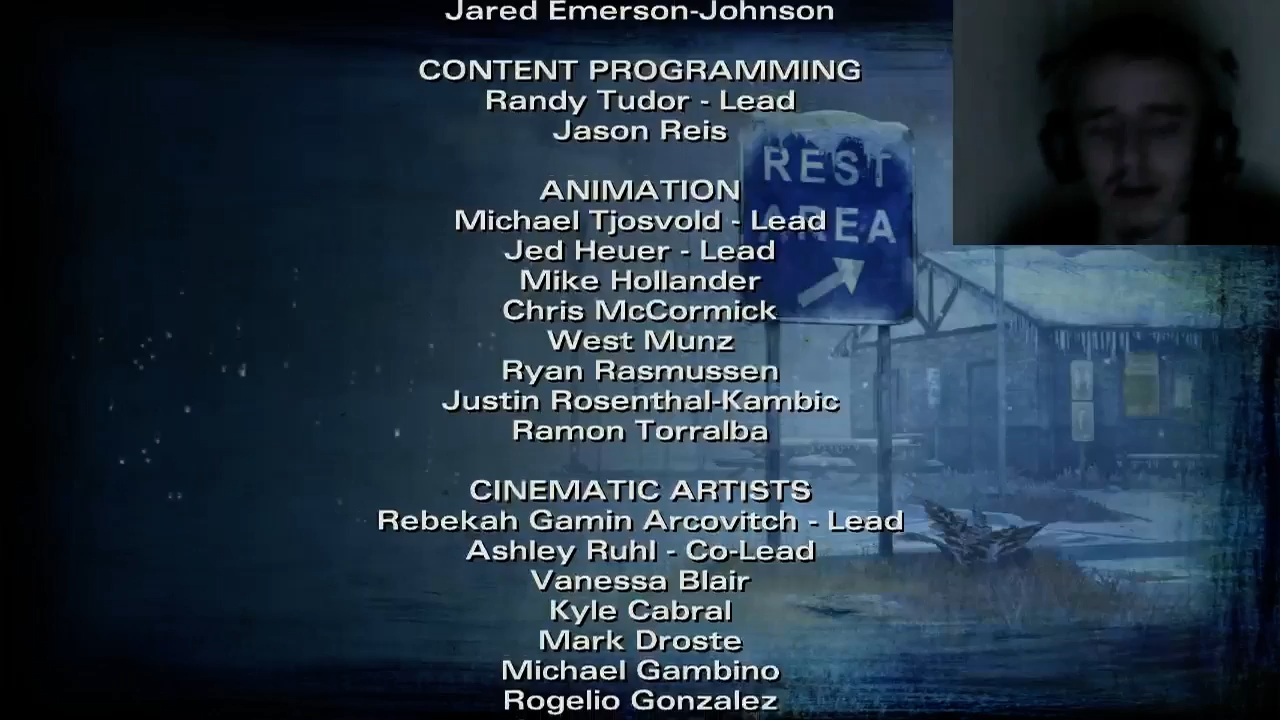 Jared Emerson-Johnson
CONTENT PROGRAMMING
Randy Tudor - Lead
Jason Reis
ANIMATION
Michael Tjosvold - Lead
Jed Heuer - Lead
Mike Hollander
Chris McCormick
West Munz
Ryan Rasmussen
Justin Rosenthal-Kambic
Ramon Torralba
CINEMATIC ARTISTS
Rebekah Gamin Arcovitch - Lead
Ashley Ruhl - Co-Lead
Vanessa Blair
Kyle Cabral
Mark Droste
Michael Gambino
Rogelio Gonzalez
REST
AREA